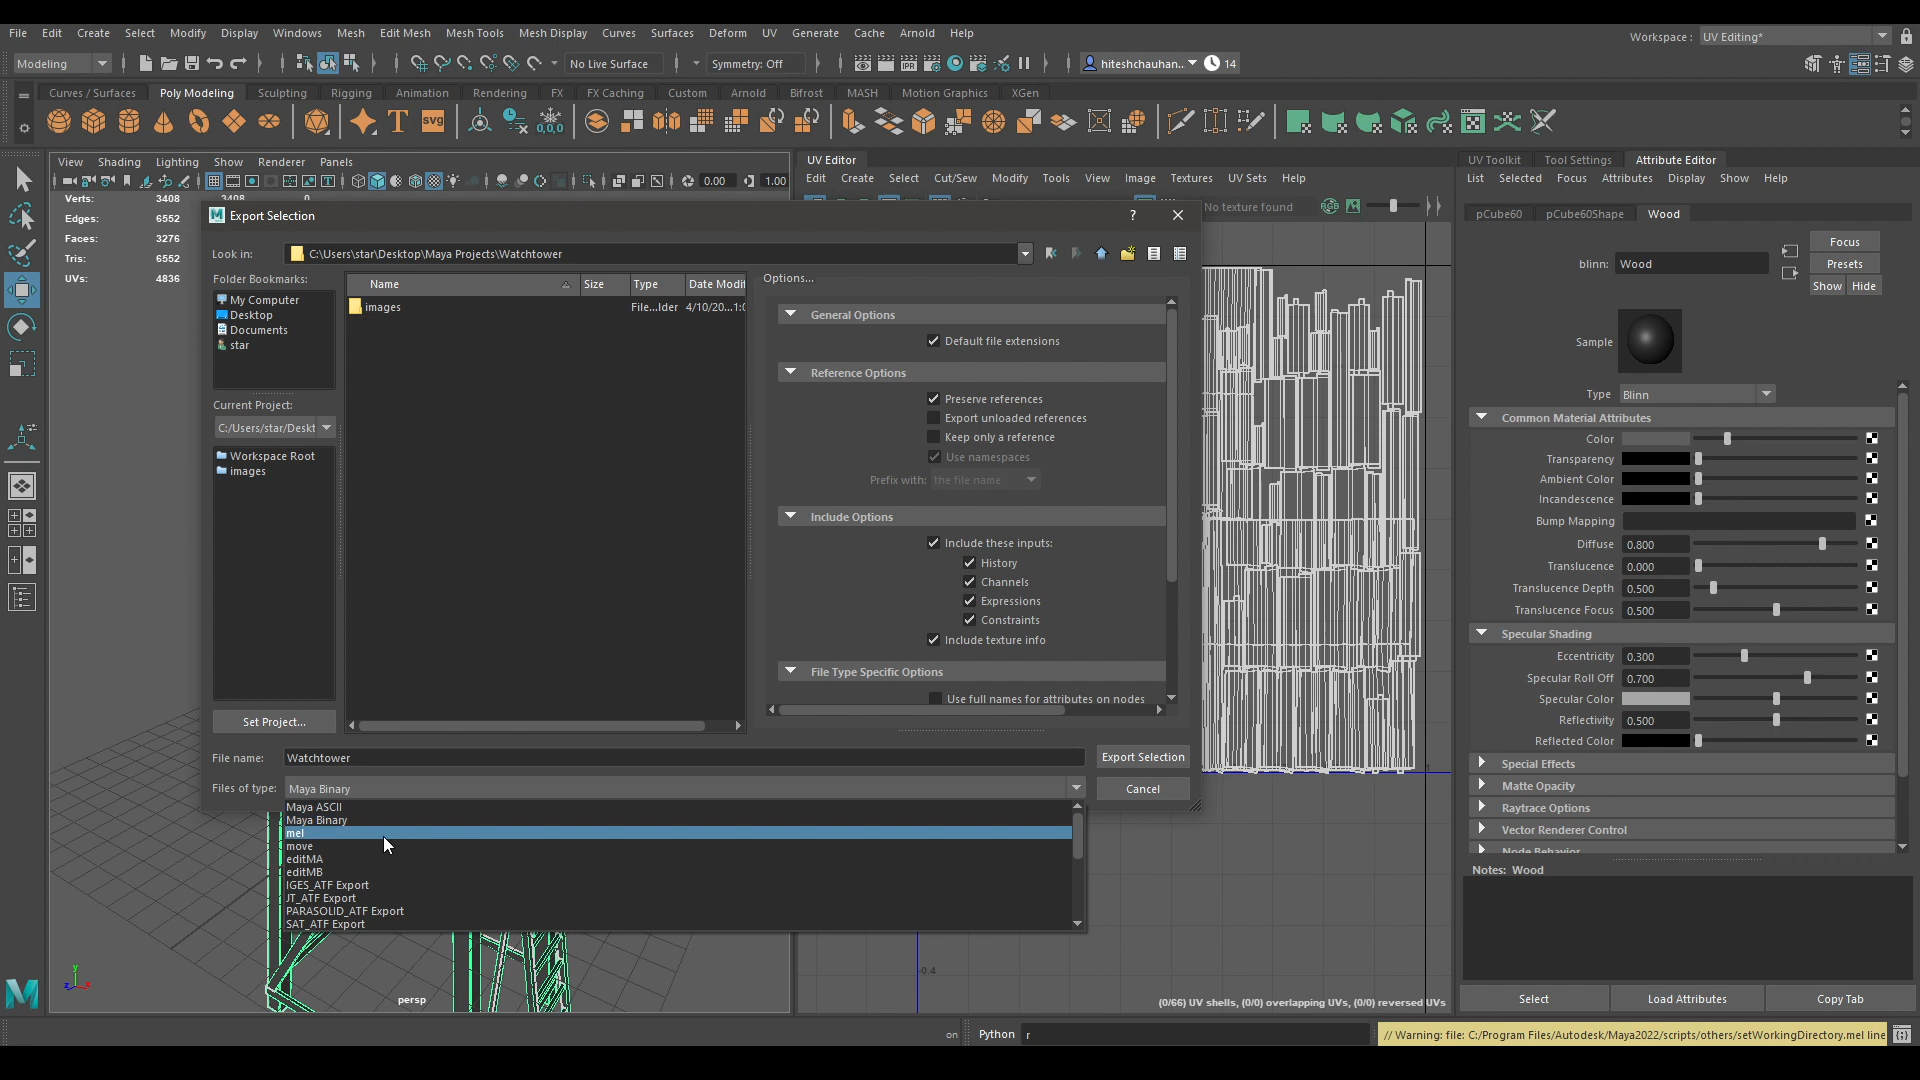 File Edit Create Select Modify Display Windows Mesh Edit Mesh Mesh Tools Mesh Display Curves Surfaces Deform UV Generate Cache Arnold Help
Workspace : UV Editing*
Modeling No Live Surface Symmetry: Off hiteshchauhan... 14
Curves / Surfaces Poly Modeling Sculpting Rigging Animation Rendering FX FX Caching Custom Arnold Bifrost MASH Motion Graphics XGen
View Shading Lighting Show Renderer Panels
0.00 1.00
Verts: 3408 3408 0
Edges: 6552
Faces: 3276
Tris: 6552
UVs: 4836
UV Editor
Edit Create Select Cut/Sew Modify Tools View Image Textures UV Sets Help
No texture found
Export Selection
?
Look in: C:\Users\star\Desktop\Maya Projects\Watchtower
Folder Bookmarks:
My Computer
Desktop
Documents
star
Current Project:
C:/Users/star/Deskt
Workspace Root
images
Set Project...
Name Size Type Date Modif
images File...lder 4/10/20...1:0
Options...
General Options
Default file extensions
Reference Options
Preserve references
Export unloaded references
Keep only a reference
Use namespaces
Prefix with: the file name
Include Options
Include these inputs:
History
Channels
Expressions
Constraints
Include texture info
File Type Specific Options
Use full names for attributes on nodes
File name: Watchtower Export Selection
Files of type: Maya Binary Cancel
Maya ASCII
Maya Binary
mel
move
editMA
editMB
IGES_ATF Export
JT_ATF Export
PARASOLID_ATF Export
SAT_ATF Export
persp
-0.4
1
(0/66) UV shells, (0/0) overlapping UVs, (0/0) reversed UVs
UV Toolkit Tool Settings Attribute Editor
List Selected Focus Attributes Display Show Help
pCube60 pCube60Shape Wood
blinn: Wood
Focus
Presets
Show Hide
Sample
Type Blinn
Common Material Attributes
Color
Transparency
Ambient Color
Incandescence
Bump Mapping
Diffuse 0.800
Translucence 0.000
Translucence Depth 0.500
Translucence Focus 0.500
Specular Shading
Eccentricity 0.300
Specular Roll Off 0.700
Specular Color
Reflectivity 0.500
Reflected Color
Special Effects
Matte Opacity
Raytrace Options
Vector Renderer Control
Node Behavior
Notes: Wood
Select Load Attributes Copy Tab
on Python r // Warning: file: C:/Program Files/Autodesk/Maya2022/scripts/others/setWorkingDirectory.mel line